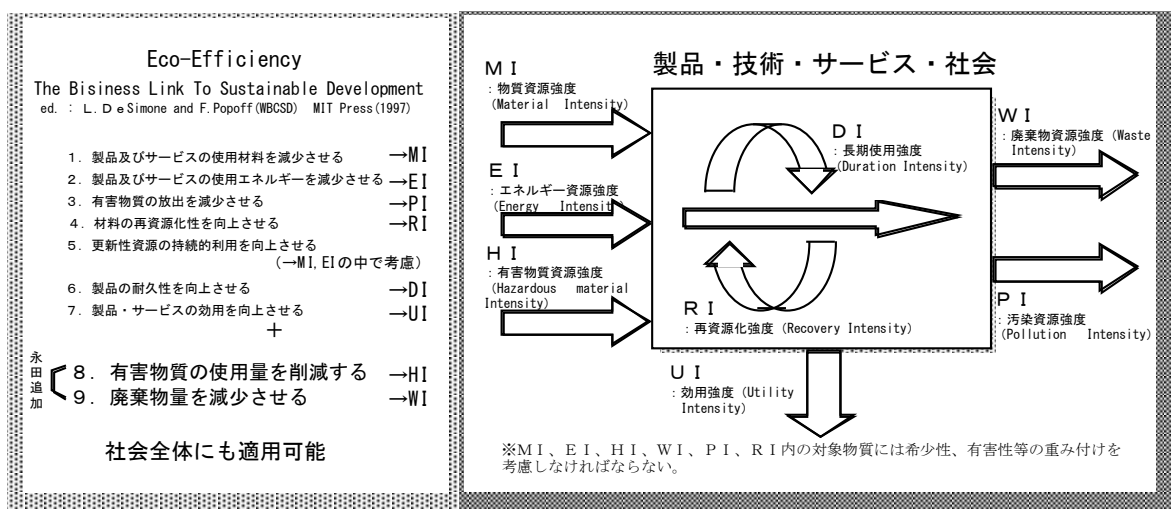 Eco-Efficiency
The Bisiness Link To Sustainable Development
ed. : L.DeSimone and F.Popoff(WBCSD) MIT Press(1997)
1. 製品及びサービスの使用材料を減少させる →MI
2. 製品及びサービスの使用エネルギーを減少させる→EI
3. 有害物質の放出を減少させる →PI
4. 材料の再資源化性を向上させる →RI
5. 更新性資源の持続的利用を向上させる
(→MI,EIの中で考慮)
6. 製品の耐久性を向上させる →DI
7. 製品・サービスの効用を向上させる →UI
+
永田追加
8. 有害物質の使用量を削減する →HI
9. 廃棄物量を減少させる →WI
社会全体にも適用可能
製品・技術・サービス・社会
ＭＩ
:物質資源強度
(Material Intensity)
ＥＩ
:エネルギー資源強度
(Energy Intensity)
ＨＩ
:有害物質資源強度
(Hazardous material
Intensity)
ＤＩ
:長期使用強度
(Duration Intensity)
ＲＩ
:再資源化強度 (Recovery Intensity)
ＷＩ
:廃棄物資源強度 (Waste
Intensity)
ＰＩ
:汚染資源強度
(Pollution Intensity)
ＵＩ
:効用強度 (Utility
Intensity)
※ＭＩ、ＥＩ、ＨＩ、ＷＩ、ＰＩ、ＲＩ内の対象物質には希少性、有害性等の重み付けを
考慮しなければならない。